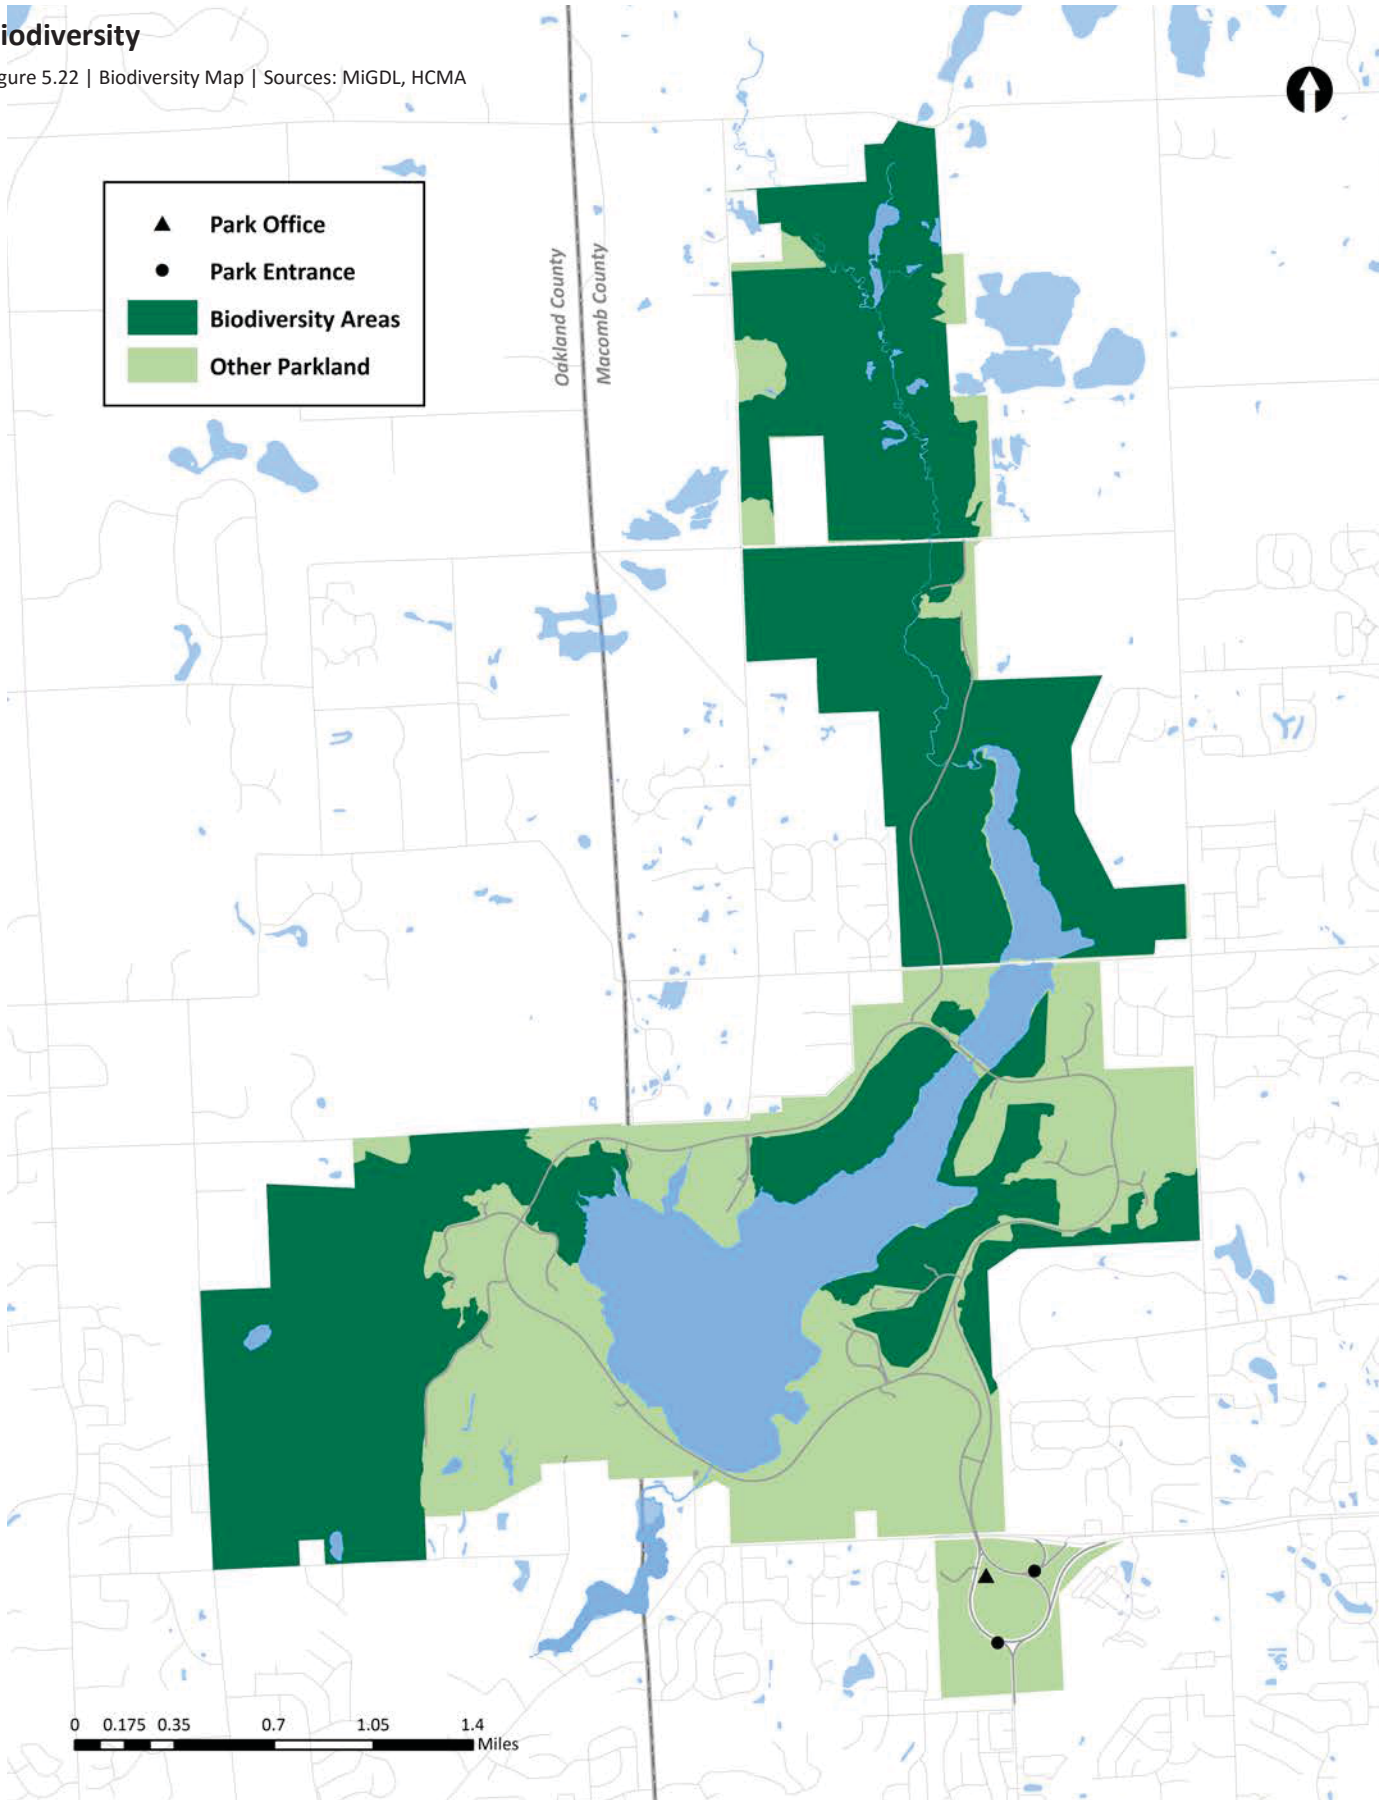 iodiversity
gure 5.22 | Biodiversity Map | Sources: MiGDL, HCMA
Park Office
Park Entrance
Biodiversity Areas
Other Parkland
Oakland County
Macomb County
0 0.175 0.35 0.7 1.05 1.4
Miles